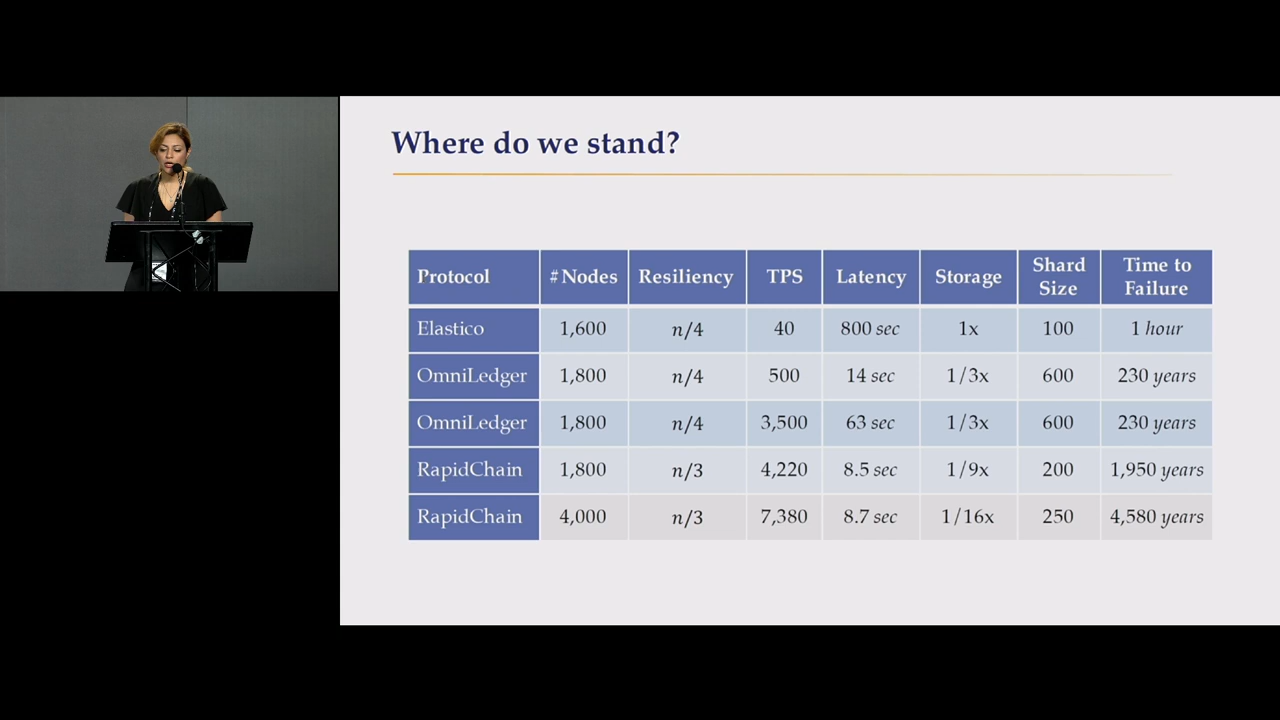 Where do we stand?
Protocol # Nodes Resiliency TPS Latency Storage Shard Size Time to Failure
Elastico 1,600 n/4 40 800 sec 1x 100 1 hour
OmniLedger 1,800 n/4 500 14 sec 1/3x 600 230 years
OmniLedger 1,800 n/4 3,500 63 sec 1/3x 600 230 years
RapidChain 1,800 n/3 4,220 8.5 sec 1/9x 200 1,950 years
RapidChain 4,000 n/3 7,380 8.7 sec 1/16x 250 4,580 years